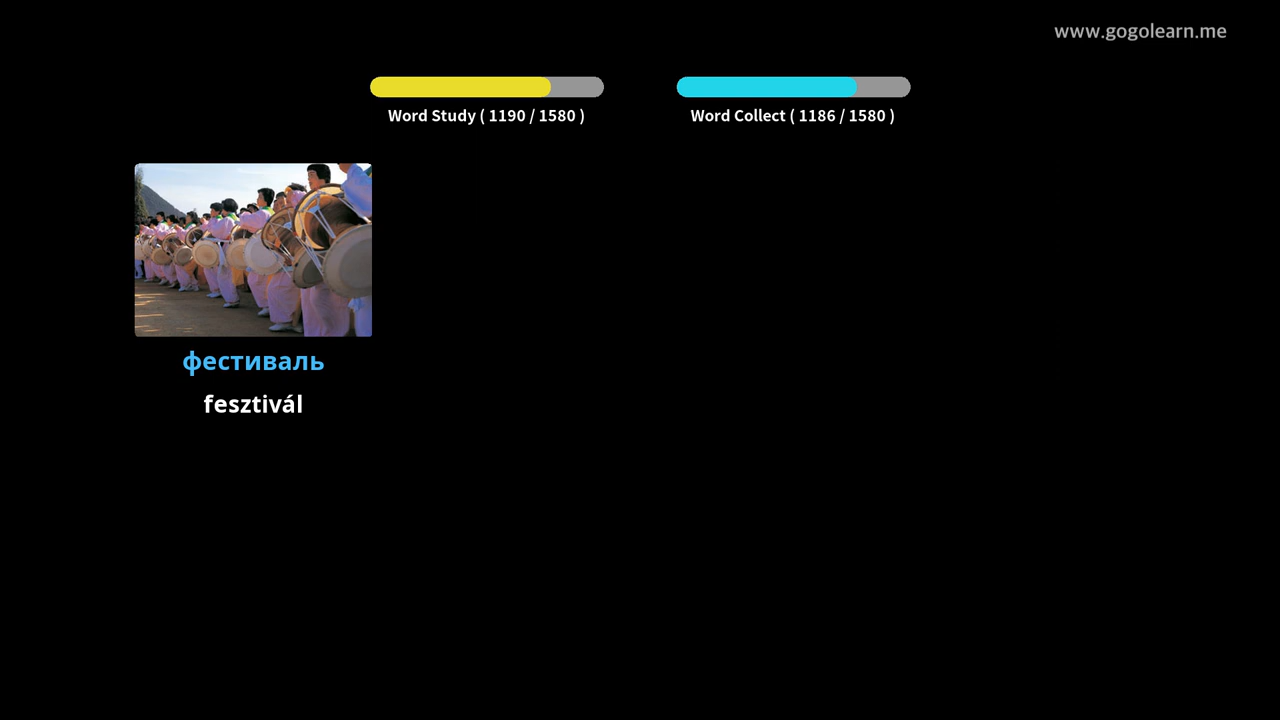 www.gogolearn.me
Word Study ( 1190 / 1580 )
Word Collect ( 1186 / 1580 )
фестиваль
fesztivál